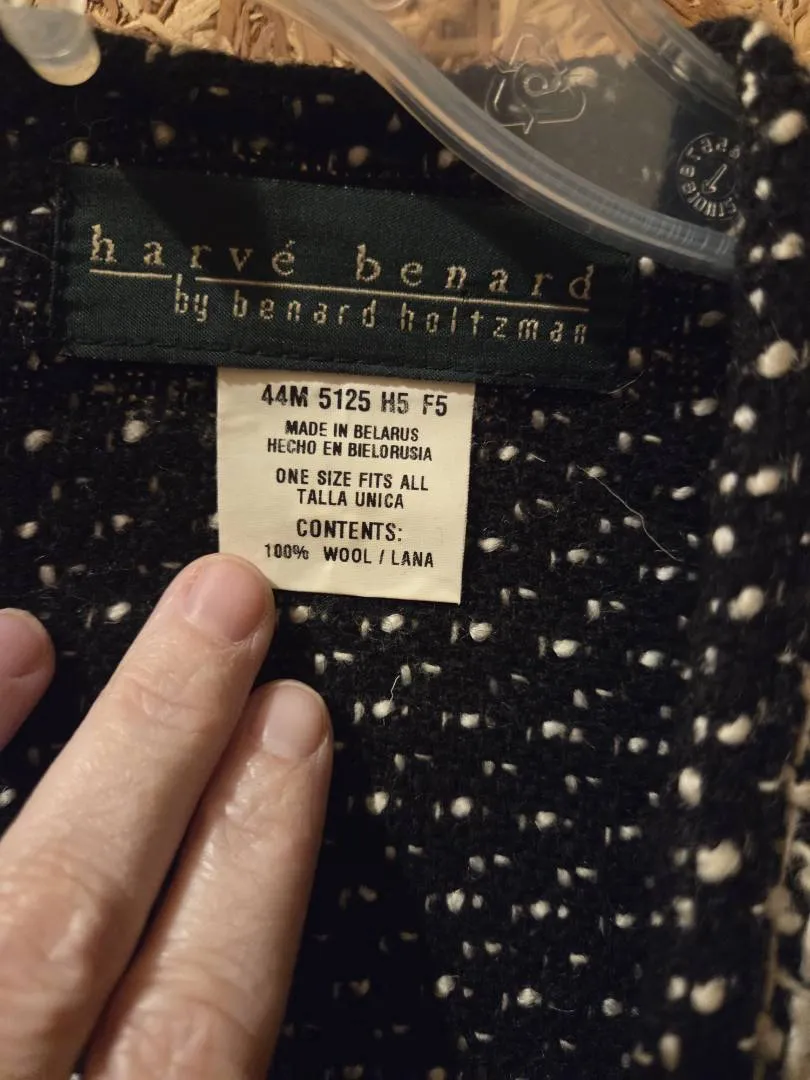 harvé benard
by benard holtzman
44M 5125 H5 F5
MADE IN BELARUS
HECHO EN BIELORUSIA
ONE SIZE FITS ALL
TALLA UNICA
CONTENTS:
100% WOOL / LANA